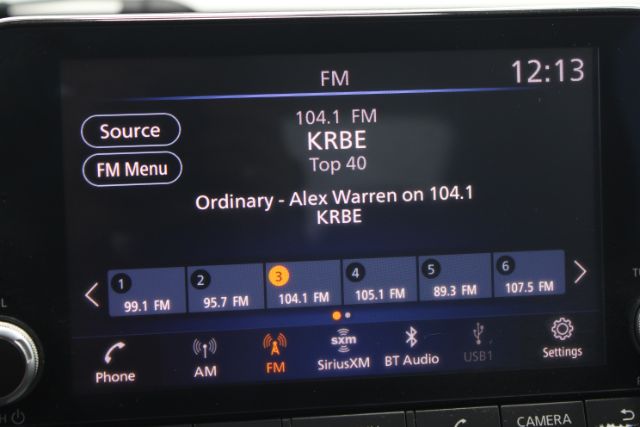 FM
12:13
104.1 FM
Source
KRBE
FM Menu
Top 40
Ordinary - Alex Warren on 104.1
KRBE
1
2
3
4
5
6
99.1 FM
95.7 FM
104.1 FM
105.1 FM
89.3 FM
107.5 FM
sxm
Phone
AM
FM
SiriusXM
BT Audio
USB1
Settings
CAMERA